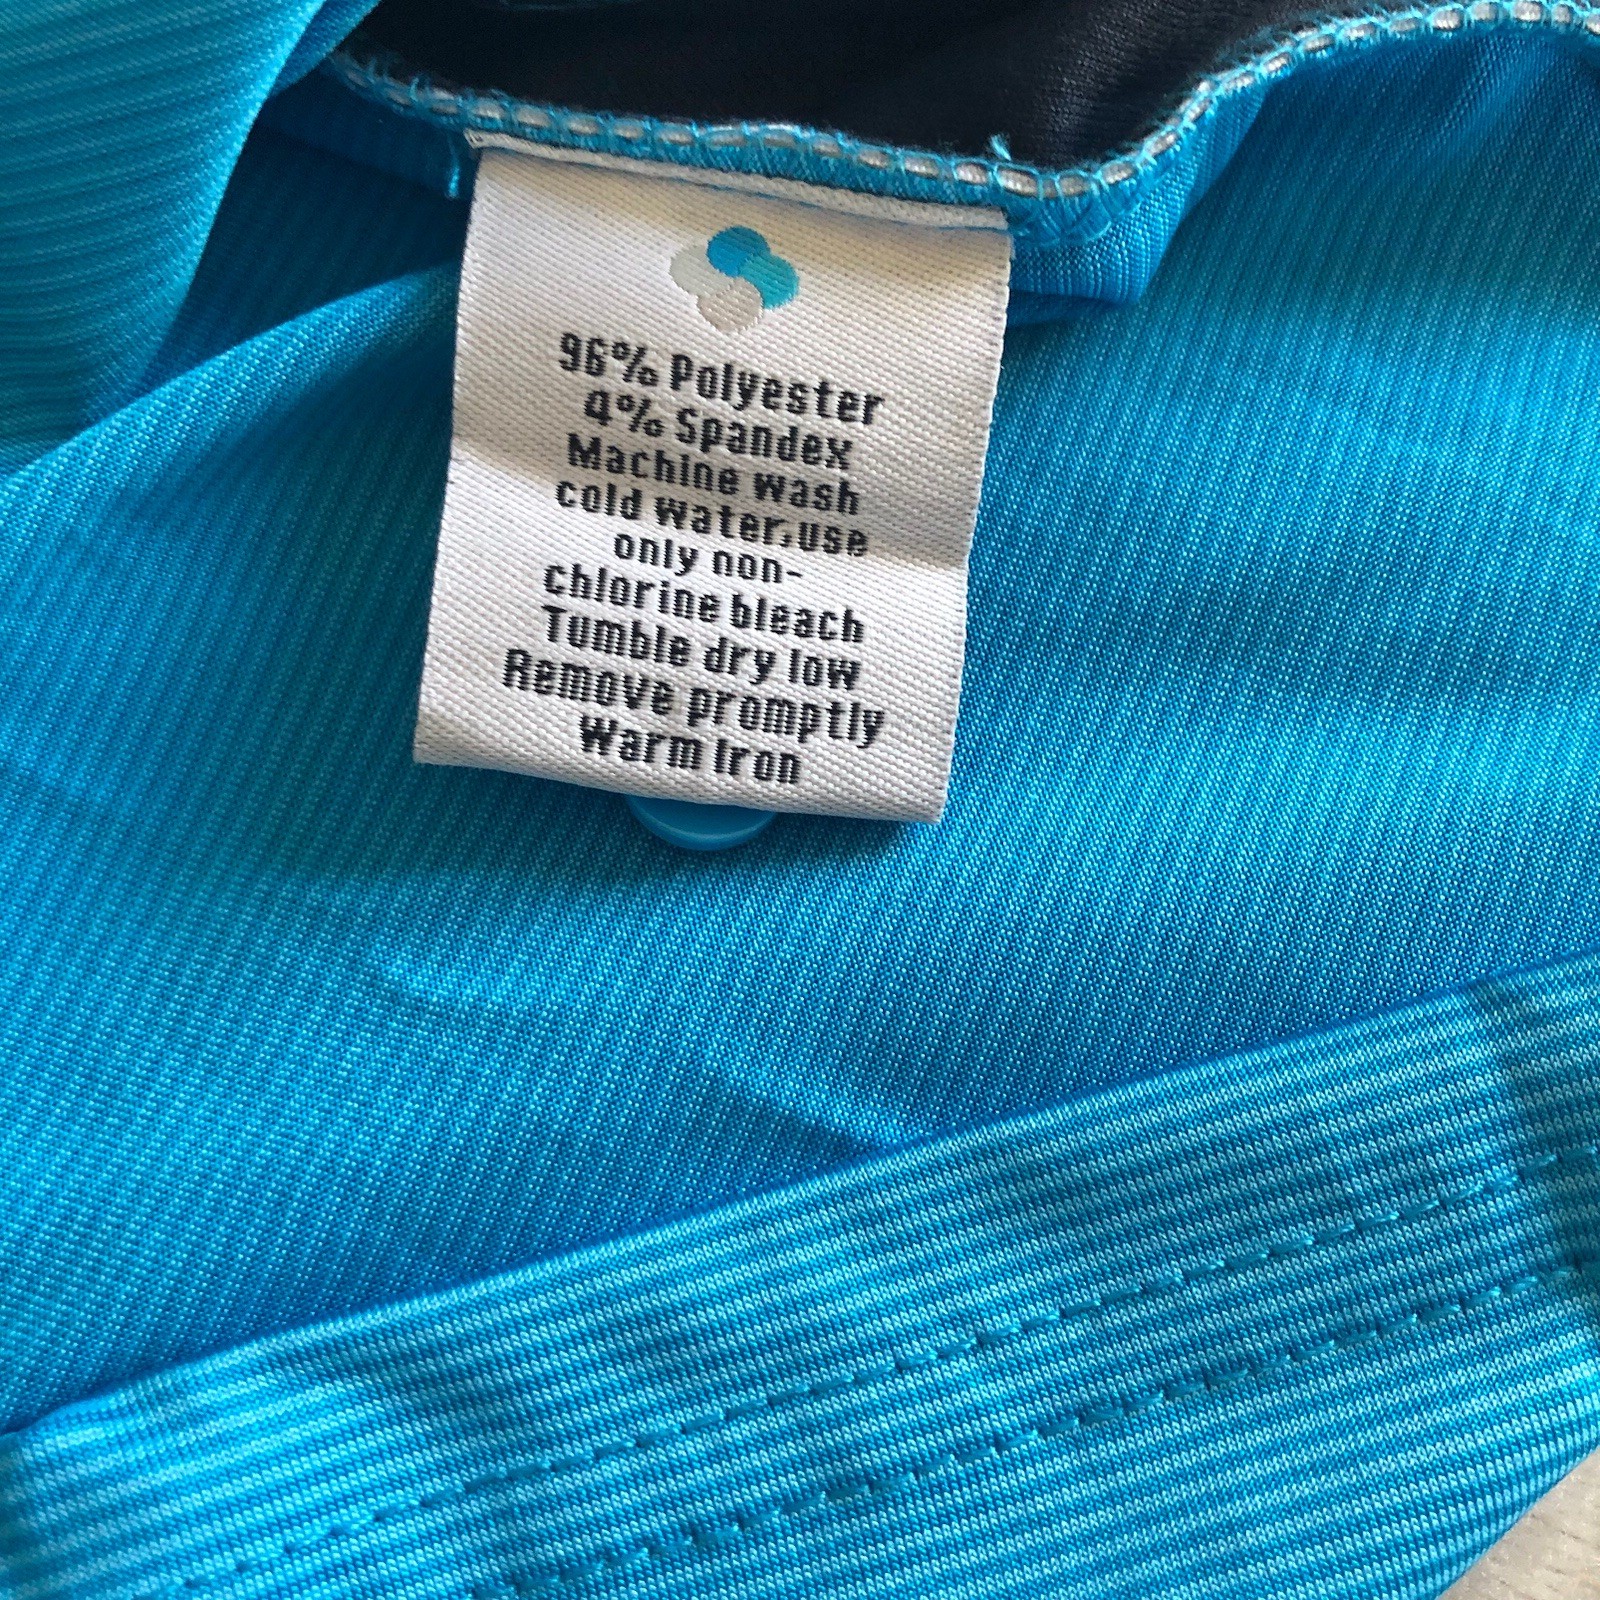 96% Polyester
4% Spandex
Machine wash
cold water,use
only non-
chlorine bleach
Tumble dry low
Remove promptly
Warm Iron